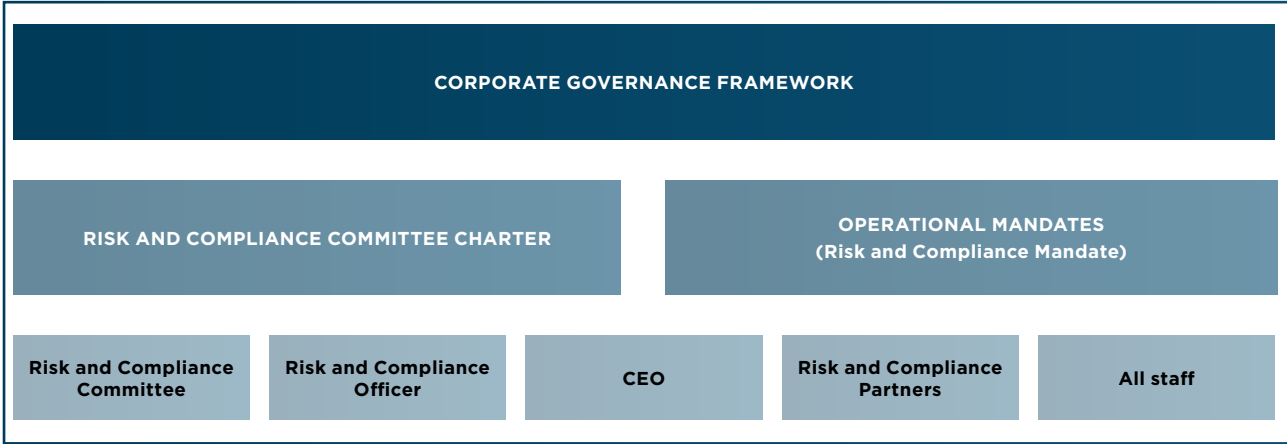 CORPORATE GOVERNANCE FRAMEWORK
RISK AND COMPLIANCE COMMITTEE CHARTER
OPERATIONAL MANDATES
(Risk and Compliance Mandate)
Risk and Compliance
Committee
Risk and Compliance
Officer
CEO
Risk and Compliance
Partners
All staff